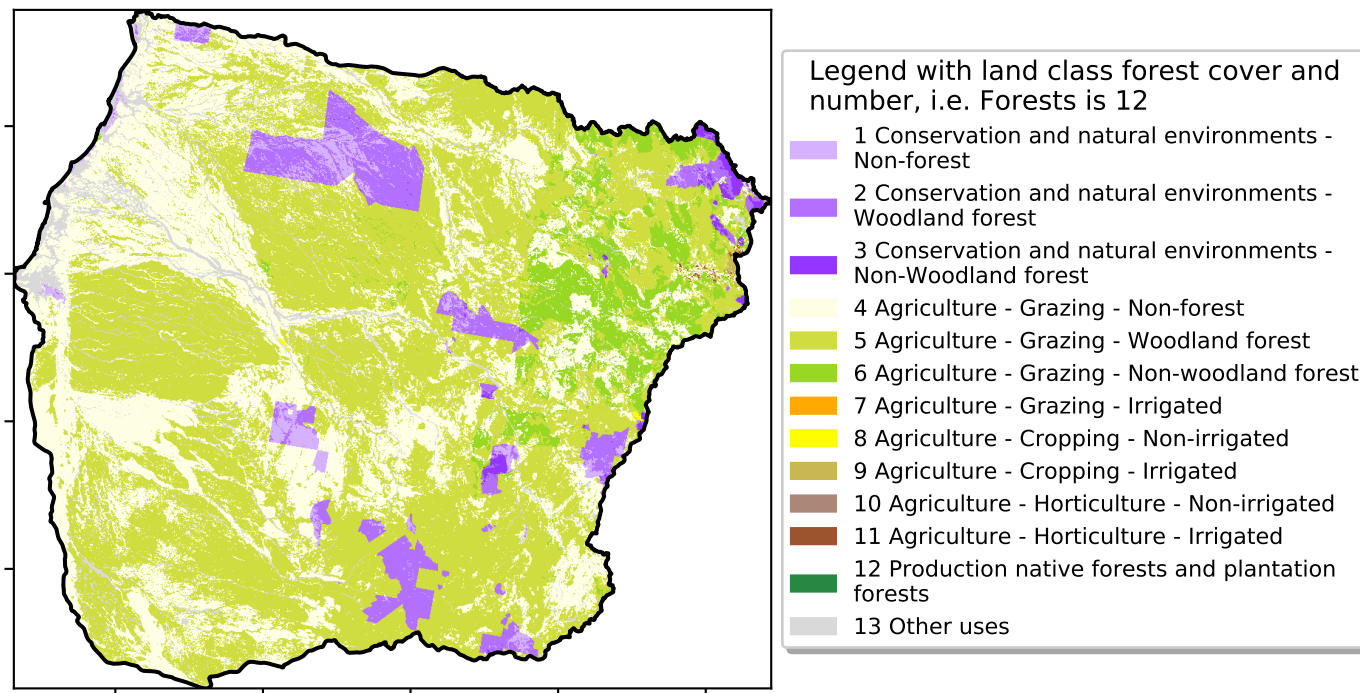 Legend with land class forest cover and
number, i.e. Forests is 12
1 Conservation and natural environments -
Non-forest
2 Conservation and natural environments -
Woodland forest
3 Conservation and natural environments -
Non-Woodland forest
4 Agriculture - Grazing - Non-forest
5 Agriculture - Grazing - Woodland forest
6 Agriculture - Grazing - Non-woodland forest
7 Agriculture - Grazing - Irrigated
8 Agriculture - Cropping - Non-irrigated
9 Agriculture - Cropping - Irrigated
10 Agriculture - Horticulture - Non-irrigated
11 Agriculture - Horticulture - Irrigated
12 Production native forests and plantation
forests
13 Other uses